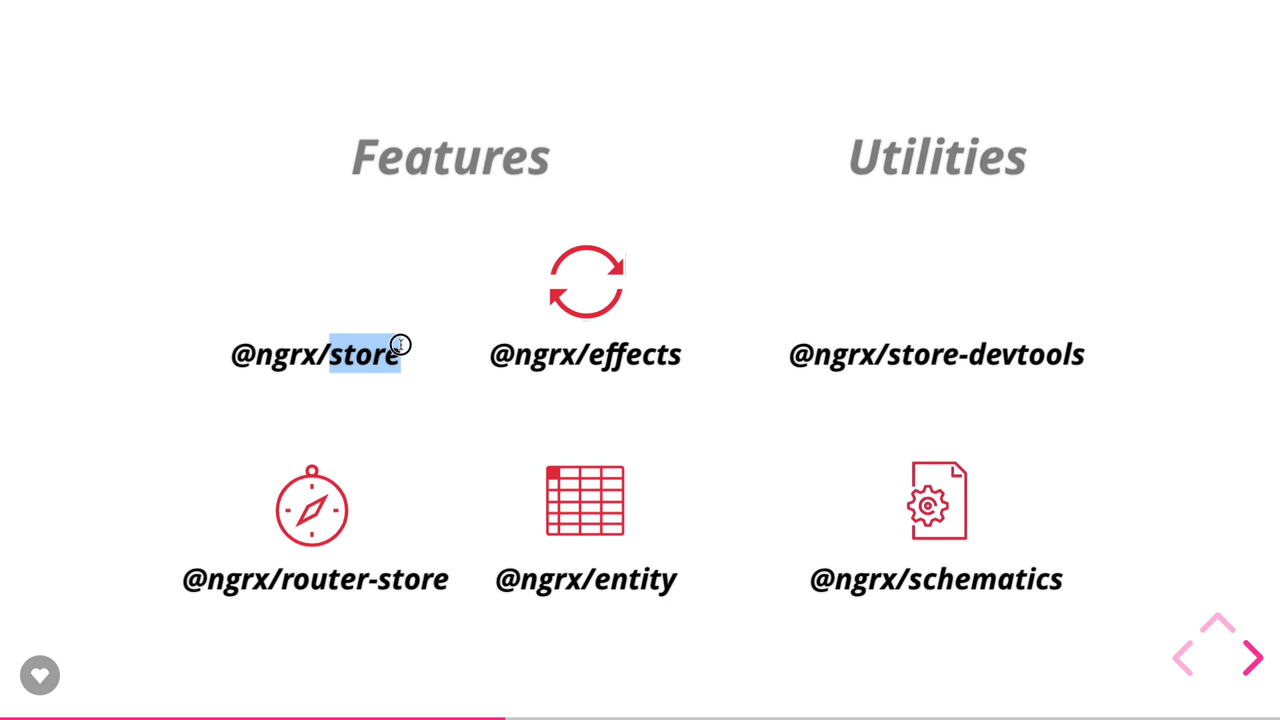 Features
Utilities
@ngrx/store
@ngrx/effects
@ngrx/store-devtools
@ngrx/router-store
@ngrx/entity
@ngrx/schematics